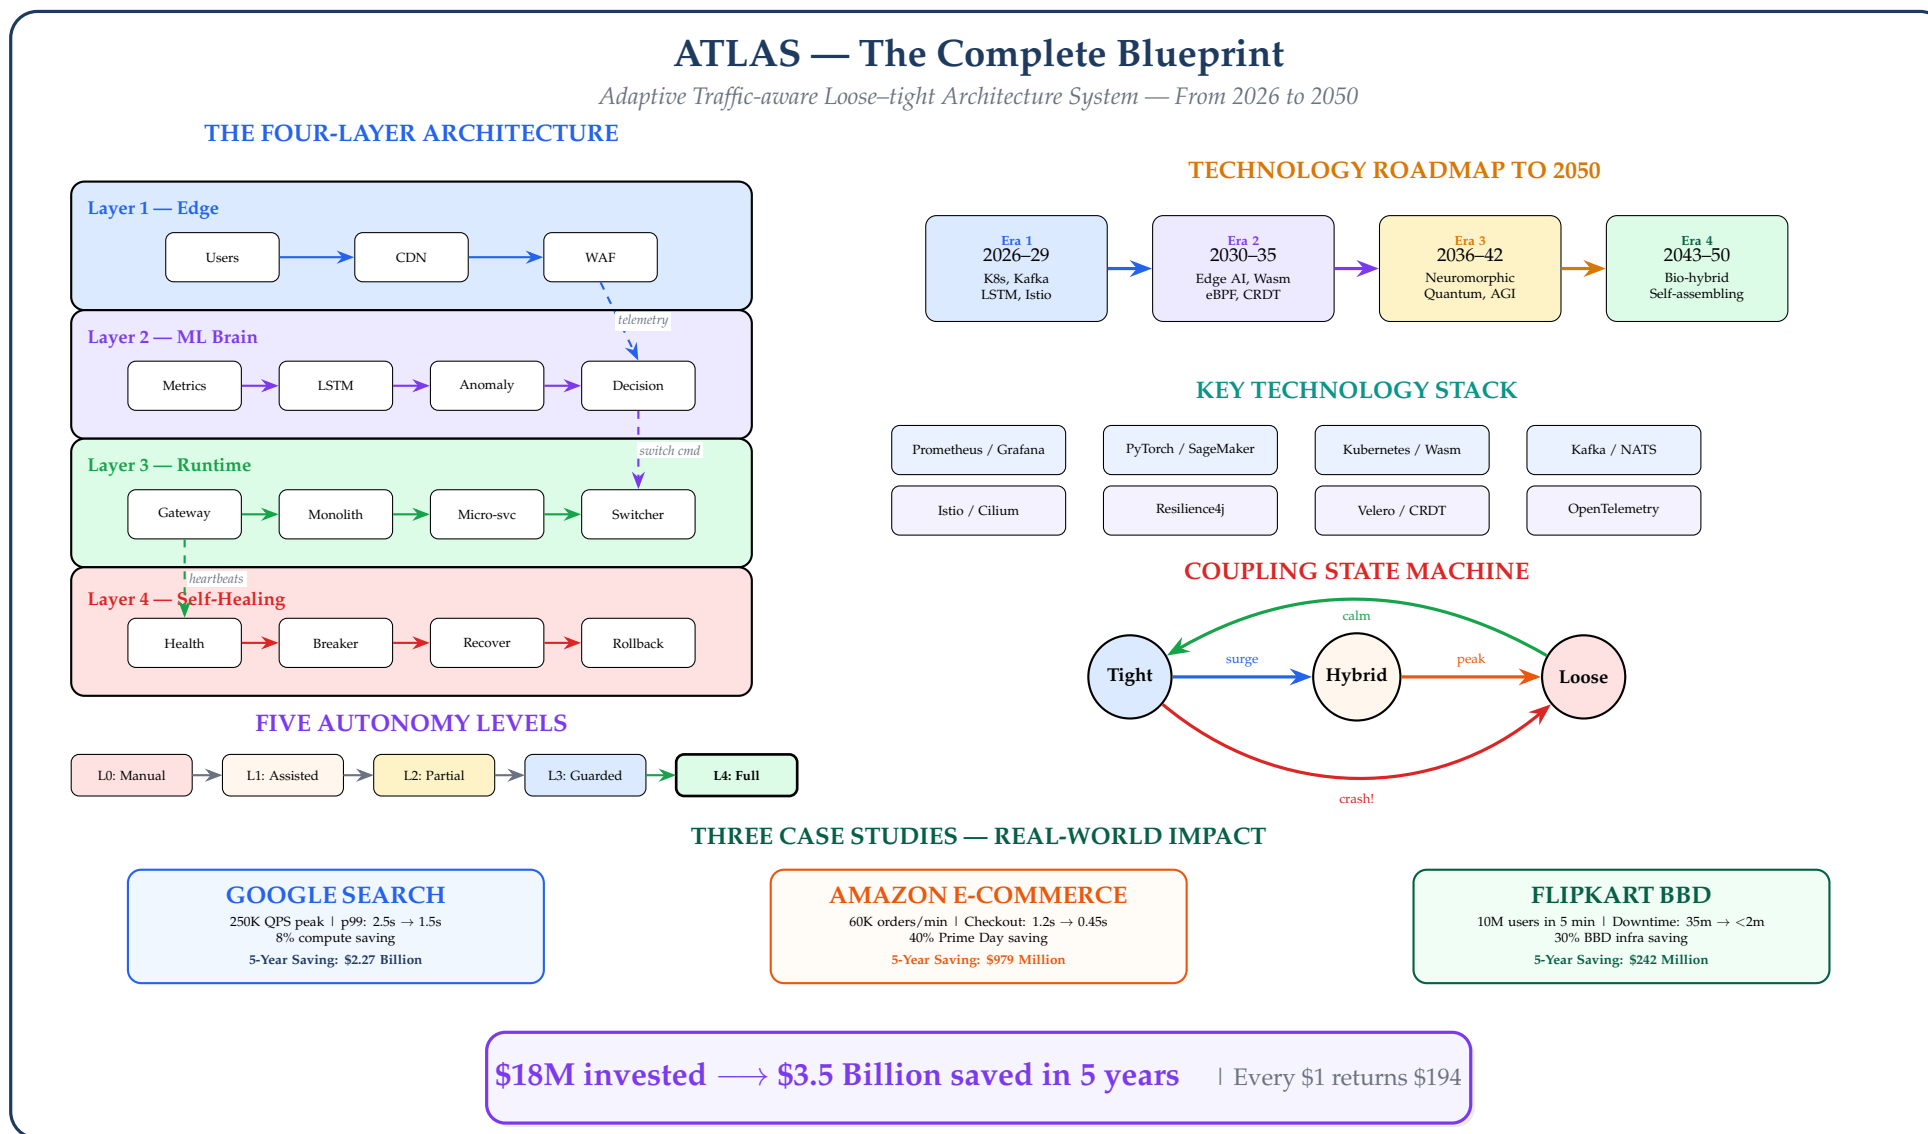 ATLAS — The Complete Blueprint
Adaptive Traffic-aware Loose–tight Architecture System — From 2026 to 2050
THE FOUR-LAYER ARCHITECTURE
Layer 1 — Edge
Users
CDN
WAF
telemetry
Layer 2 — ML Brain
Metrics
LSTM
Anomaly
Decision
switch cmd
Layer 3 — Runtime
Gateway
Monolith
Micro-svc
Switcher
heartbeats
Layer 4 — Self-Healing
Health
Breaker
Recover
Rollback
FIVE AUTONOMY LEVELS
L0: Manual
L1: Assisted
L2: Partial
L3: Guarded
L4: Full
TECHNOLOGY ROADMAP TO 2050
Era 1
2026–29
K8s, Kafka
LSTM, Istio
Era 2
2030–35
Edge AI, Wasm
eBPF, CRDT
Era 3
2036–42
Neuromorphic
Quantum, AGI
Era 4
2043–50
Bio-hybrid
Self-assembling
KEY TECHNOLOGY STACK
Prometheus / Grafana
PyTorch / SageMaker
Kubernetes / Wasm
Kafka / NATS
Istio / Cilium
Resilience4j
Velero / CRDT
OpenTelemetry
COUPLING STATE MACHINE
calm
Tight
surge
Hybrid
peak
Loose
crash!
THREE CASE STUDIES — REAL-WORLD IMPACT
GOOGLE SEARCH
250K QPS peak | p99: 2.5s → 1.5s
8% compute saving
5-Year Saving: $2.27 Billion
AMAZON E-COMMERCE
60K orders/min | Checkout: 1.2s → 0.45s
40% Prime Day saving
5-Year Saving: $979 Million
FLIPKART BBD
10M users in 5 min | Downtime: 35m → <2m
30% BBD infra saving
5-Year Saving: $242 Million
$18M invested ⟶ $3.5 Billion saved in 5 years | Every $1 returns $194